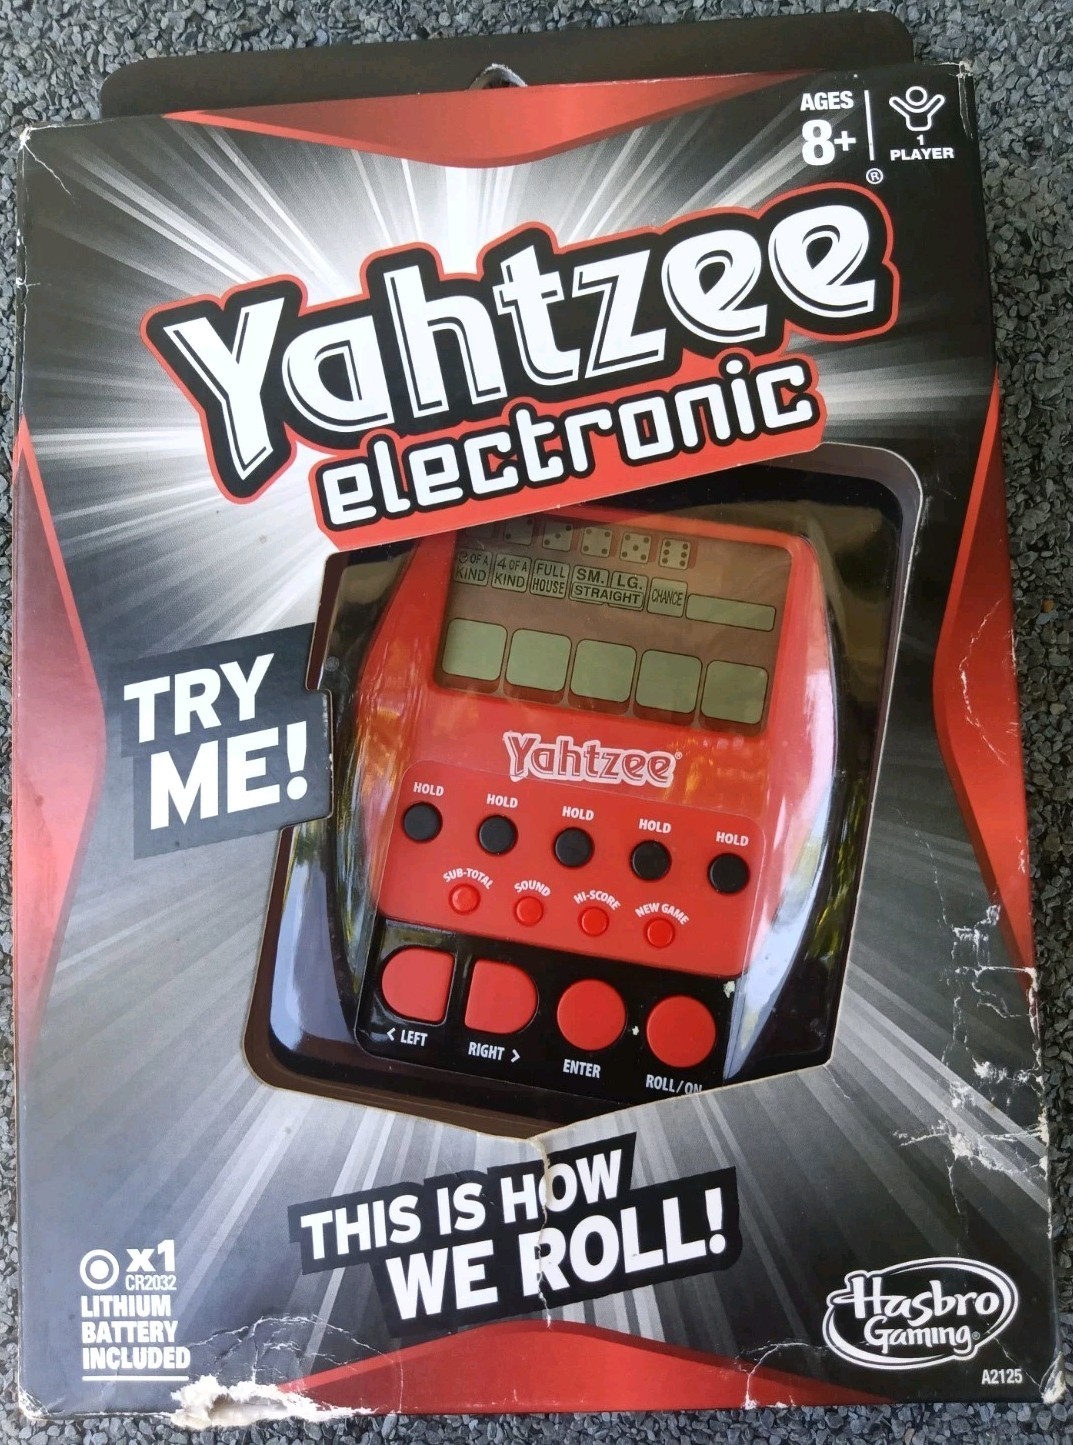 AGES
8+
1
PLAYER
Yahtzee®
electronic
3 OF A KIND
4 OF A KIND
FULL HOUSE
SM. LG.
STRAIGHT
CHANCE
TRY
ME!
Yahtzee®
HOLD HOLD HOLD HOLD HOLD
SUB-TOTAL SOUND HI-SCORE NEW GAME
< LEFT RIGHT > ENTER ROLL/ON
THIS IS HOW
WE ROLL!
x1
CR2032
LITHIUM
BATTERY
INCLUDED
Hasbro
Gaming®
A2125